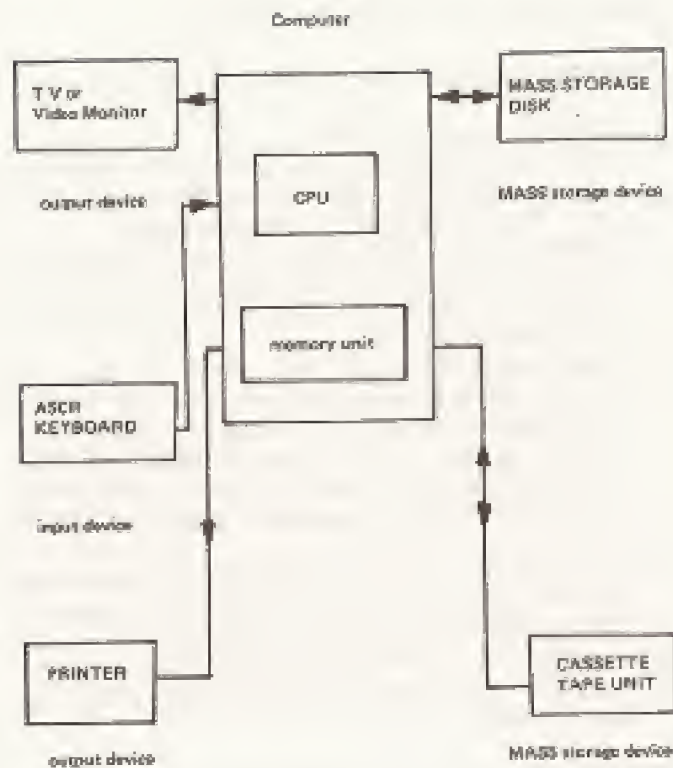 Computer
T V or
Video Monitor
output device
CPU
memory unit
MASS STORAGE
DISK
MASS storage device
ASCII
KEYBOARD
input device
PRINTER
output device
CASSETTE
TAPE UNIT
MASS storage device